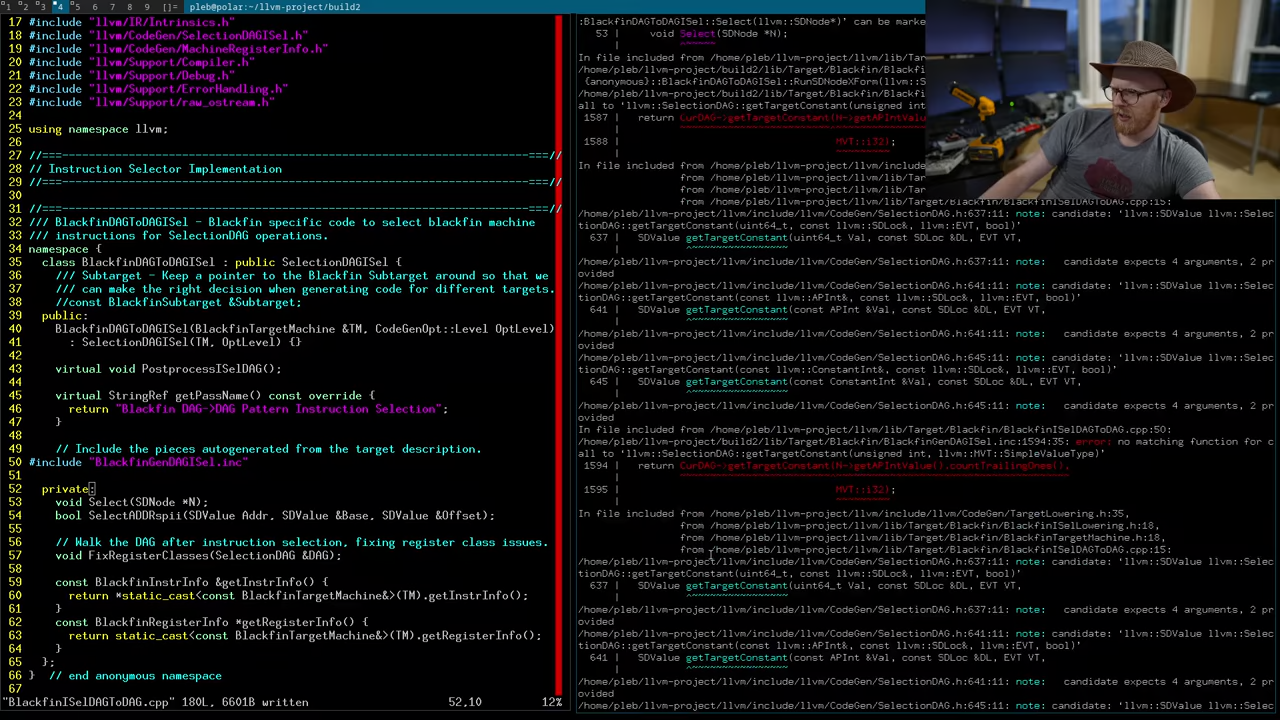 1 2 3 4 5 6 7 8 9 []= pleb@polar:~/llvm-project/build2
17 #include "llvm/IR/Intrinsics.h"
18 #include "llvm/CodeGen/SelectionDAGISel.h"
19 #include "llvm/CodeGen/MachineRegisterInfo.h"
20 #include "llvm/Support/Compiler.h"
21 #include "llvm/Support/Debug.h"
22 #include "llvm/Support/ErrorHandling.h"
23 #include "llvm/Support/raw_ostream.h"
24
25 using namespace llvm;
26
27 //===----------------------------------------------------------------------===//
28 // Instruction Selector Implementation
29 //===----------------------------------------------------------------------===//
30
31 //===----------------------------------------------------------------------===//
32 /// BlackfinDAGToDAGISel - Blackfin specific code to select blackfin machine
33 /// instructions for SelectionDAG operations.
34 namespace {
35 class BlackfinDAGToDAGISel : public SelectionDAGISel {
36 /// Subtarget - Keep a pointer to the Blackfin Subtarget around so that we
37 /// can make the right decision when generating code for different targets.
38 //const BlackfinSubtarget &Subtarget;
39 public:
40 BlackfinDAGToDAGISel(BlackfinTargetMachine &TM, CodeGenOpt::Level OptLevel)
41 : SelectionDAGISel(TM, OptLevel) {}
42
43 virtual void PostprocessISelDAG();
44
45 virtual StringRef getPassName() const override {
46 return "Blackfin DAG->DAG Pattern Instruction Selection";
47 }
48
49 // Include the pieces autogenerated from the target description.
50 #include "BlackfinGenDAGISel.inc"
51
52 private:
53 void Select(SDNode *N);
54 bool SelectADDRspii(SDValue Addr, SDValue &Base, SDValue &Offset);
55
56 // Walk the DAG after instruction selection, fixing register class issues.
57 void FixRegisterClasses(SelectionDAG &DAG);
58
59 const BlackfinInstrInfo &getInstrInfo() {
60 return *static_cast<const BlackfinTargetMachine&>(TM).getInstrInfo();
61 }
62 const BlackfinRegisterInfo *getRegisterInfo() {
63 return static_cast<const BlackfinTargetMachine&>(TM).getRegisterInfo();
64 }
65 };
66 } // end anonymous namespace
67
"BlackfinISelDAGToDAG.cpp" 180L, 6601B written 52,10 12%
:BlackfinDAGToDAGISel::Select(llvm::SDNode*)' can be marke
53 | void Select(SDNode *N);
|
In file included from /home/pleb/llvm-project/llvm/lib/Tar
/home/pleb/llvm-project/build2/lib/Target/Blackfin/Blackfi
{anonymous}::BlackfinDAGToDAGISel::RunSDNodeXForm(llvm::SD
/home/pleb/llvm-project/build2/lib/Target/Blackfin/Blackfi
all to 'llvm::SelectionDAG::getTargetConstant(unsigned int
1587 | return CurDAG->getTargetConstant(N->getAPIntValue
|
1588 | MVT::i32);
|
In file included from /home/pleb/llvm-project/llvm/include
from /home/pleb/llvm-project/llvm/lib/Target
from /home/pleb/llvm-project/llvm/lib/Target
from /home/pleb/llvm-project/llvm/lib/Target/Blackfin/BlackfinISelDAGToDAG.cpp:15:
/home/pleb/llvm-project/llvm/include/llvm/CodeGen/SelectionDAG.h:637:11: note: candidate: 'llvm::SDValue llvm::Selec
tionDAG::getTargetConstant(uint64_t, const llvm::SDLoc&, llvm::EVT, bool)'
637 | SDValue getTargetConstant(uint64_t Val, const SDLoc &DL, EVT VT,
|
/home/pleb/llvm-project/llvm/include/llvm/CodeGen/SelectionDAG.h:637:11: note: candidate expects 4 arguments, 2 pr
ovided
/home/pleb/llvm-project/llvm/include/llvm/CodeGen/SelectionDAG.h:641:11: note: candidate: 'llvm::SDValue llvm::Selec
tionDAG::getTargetConstant(const llvm::APInt&, const llvm::SDLoc&, llvm::EVT, bool)'
641 | SDValue getTargetConstant(const APInt &Val, const SDLoc &DL, EVT VT,
|
/home/pleb/llvm-project/llvm/include/llvm/CodeGen/SelectionDAG.h:641:11: note: candidate expects 4 arguments, 2 pr
ovided
/home/pleb/llvm-project/llvm/include/llvm/CodeGen/SelectionDAG.h:645:11: note: candidate: 'llvm::SDValue llvm::Selec
tionDAG::getTargetConstant(const llvm::ConstantInt&, const llvm::SDLoc&, llvm::EVT, bool)'
645 | SDValue getTargetConstant(const ConstantInt &Val, const SDLoc &DL, EVT VT,
|
/home/pleb/llvm-project/llvm/include/llvm/CodeGen/SelectionDAG.h:645:11: note: candidate expects 4 arguments, 2 pr
ovided
In file included from /home/pleb/llvm-project/llvm/lib/Target/Blackfin/BlackfinISelDAGToDAG.cpp:50:
/home/pleb/llvm-project/build2/lib/Target/Blackfin/BlackfinGenDAGISel.inc:1594:35: error: no matching function for c
all to 'llvm::SelectionDAG::getTargetConstant(unsigned int, llvm::MVT::SimpleValueType)'
1594 | return CurDAG->getTargetConstant(N->getAPIntValue().countTrailingOnes(),
|
1595 | MVT::i32);
|
In file included from /home/pleb/llvm-project/llvm/include/llvm/CodeGen/TargetLowering.h:35,
from /home/pleb/llvm-project/llvm/lib/Target/Blackfin/BlackfinISelLowering.h:18,
from /home/pleb/llvm-project/llvm/lib/Target/Blackfin/BlackfinTargetMachine.h:18,
from /home/pleb/llvm-project/llvm/lib/Target/Blackfin/BlackfinISelDAGToDAG.cpp:15:
/home/pleb/llvm-project/llvm/include/llvm/CodeGen/SelectionDAG.h:637:11: note: candidate: 'llvm::SDValue llvm::Selec
tionDAG::getTargetConstant(uint64_t, const llvm::SDLoc&, llvm::EVT, bool)'
637 | SDValue getTargetConstant(uint64_t Val, const SDLoc &DL, EVT VT,
|
/home/pleb/llvm-project/llvm/include/llvm/CodeGen/SelectionDAG.h:637:11: note: candidate expects 4 arguments, 2 pr
ovided
/home/pleb/llvm-project/llvm/include/llvm/CodeGen/SelectionDAG.h:641:11: note: candidate: 'llvm::SDValue llvm::Selec
tionDAG::getTargetConstant(const llvm::APInt&, const llvm::SDLoc&, llvm::EVT, bool)'
641 | SDValue getTargetConstant(const APInt &Val, const SDLoc &DL, EVT VT,
|
/home/pleb/llvm-project/llvm/include/llvm/CodeGen/SelectionDAG.h:641:11: note: candidate expects 4 arguments, 2 pr
ovided
/home/pleb/llvm-project/llvm/include/llvm/CodeGen/SelectionDAG.h:645:11: note: candidate: 'llvm::SDValue llvm::Selec